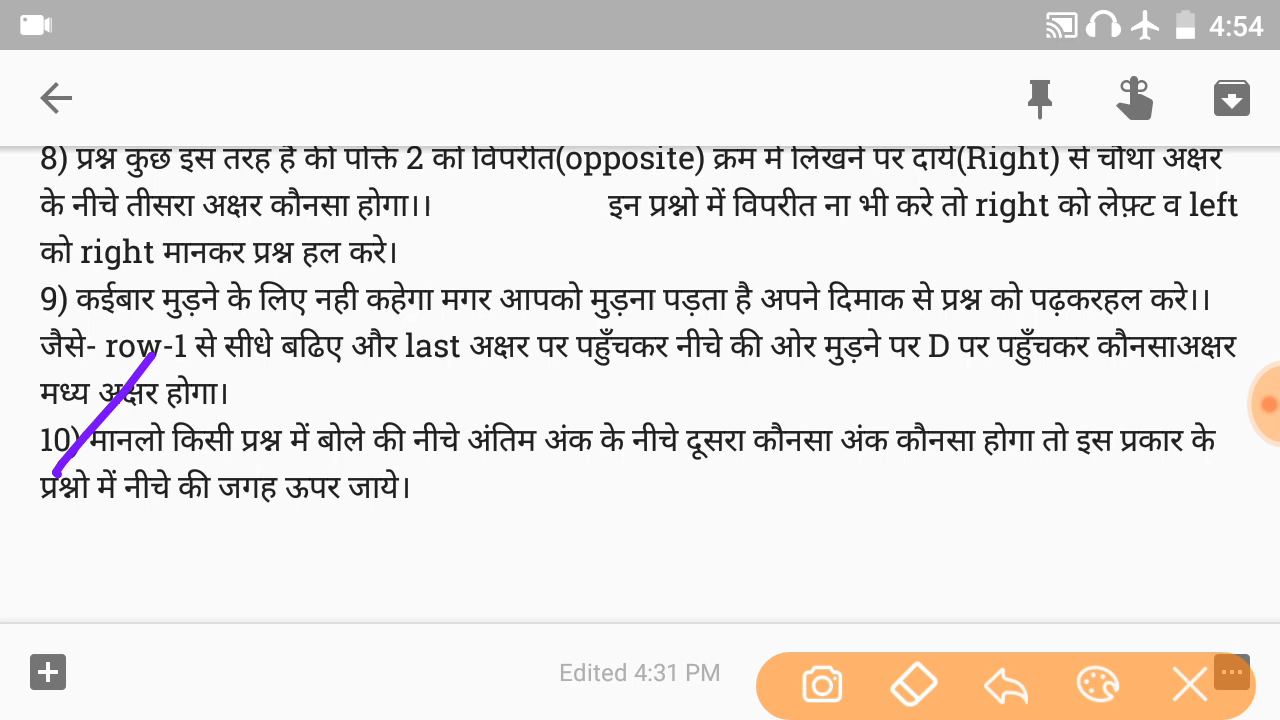 4:54
8) प्रश्न कुछ इस तरह है की पंक्ति 2 को विपरीत(opposite) क्रम में लिखने पर दायें(Right) से चौथा अक्षर
के नीचे तीसरा अक्षर कौनसा होगा।। इन प्रश्नो में विपरीत ना भी करे तो right को लेफ़्ट व left
को right मानकर प्रश्न हल करे।
9) कईबार मुड़ने के लिए नही कहेगा मगर आपको मुड़ना पड़ता है अपने दिमाक से प्रश्न को पढ़करहल करे।।
जैसे- row-1 से सीधे बढिए और last अक्षर पर पहुँचकर नीचे की ओर मुड़ने पर D पर पहुँचकर कौनसाअक्षर
मध्य अक्षर होगा।
10) मानलो किसी प्रश्न में बोले की नीचे अंतिम अंक के नीचे दूसरा कौनसा अंक कौनसा होगा तो इस प्रकार के
प्रश्नो में नीचे की जगह ऊपर जाये।
Edited 4:31 PM